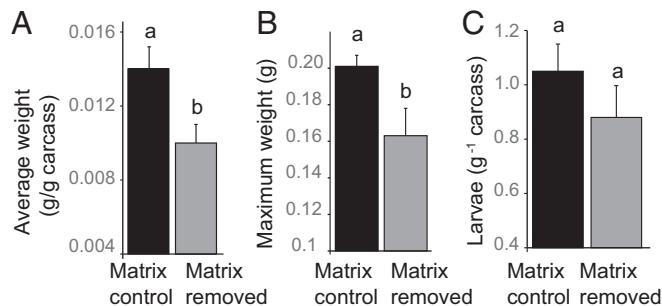 A
Average weight
(g/g carcass)
0.016
0.012
0.008
0.004
a
b
Matrix control
Matrix removed
B
Maximum weight (g)
0.20
0.18
0.16
0.14
0.12
0.1
a
b
Matrix control
Matrix removed
C
Larvae (g⁻¹ carcass)
1.2
1.0
0.8
0.6
0.4
a
a
Matrix control
Matrix removed